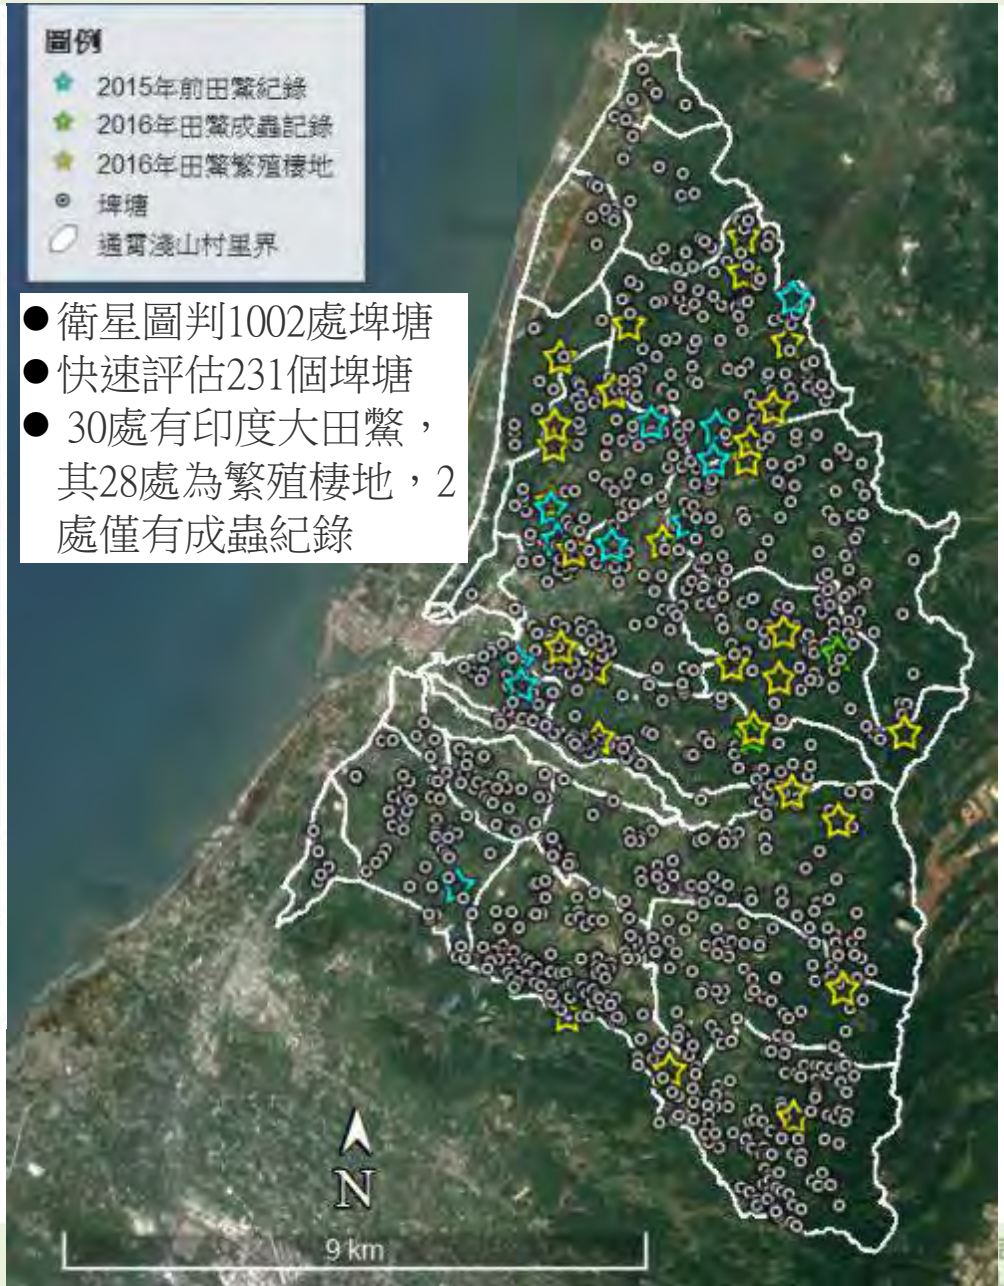 圖例
2015年前田鱉紀錄
2016年田鱉成蟲記錄
2016年田鱉繁殖棲地
埤塘
通霄淺山村里界
●衛星圖判1002處埤塘
●快速評估231個埤塘
● 30處有印度大田鱉，
其28處為繁殖棲地，2
處僅有成蟲紀錄
N
9 km